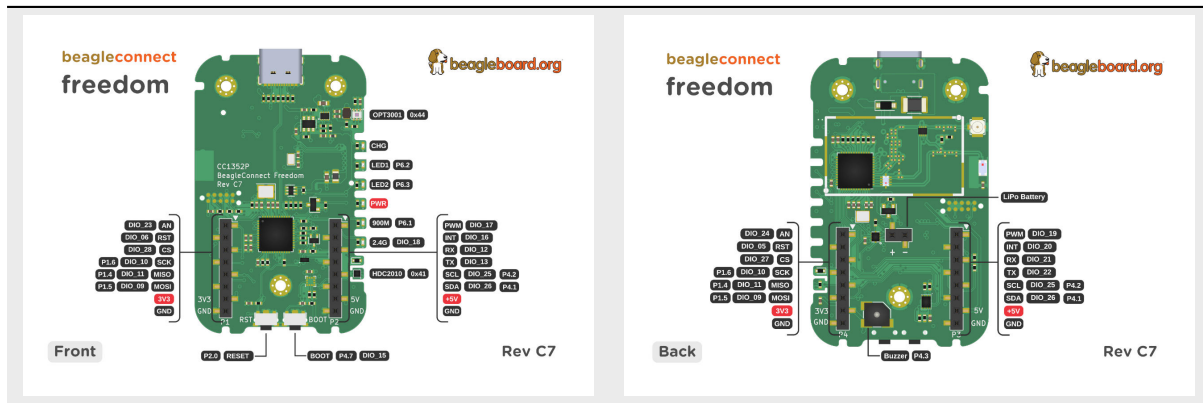 beagleconnect
freedom
beagleboard.org
OPT3001 0x44
CHG
CC1352P
BeagleConnect Freedom
Rev C7
LED1 P6.2
LED2 P6.3
PWR
900M P6.1
2.4G DIO_18
HDC2010 0x41
DIO_23 AN
DIO_06 RST
DIO_28 CS
P1.6 DIO_10 SCK
P1.4 DIO_11 MISO
P1.5 DIO_09 MOSI
3V3
GND
3V3
GND
P1
RST
BOOT
P2
5V
GND
PWM DIO_17
INT DIO_16
RX DIO_12
TX DIO_13
SCL DIO_25 P4.2
SDA DIO_26 P4.1
+5V
GND
P2.0 RESET
BOOT P4.7 DIO_15
Front
Rev C7
beagleconnect
freedom
beagleboard.org
LiPo Battery
+ -
DIO_24 AN
DIO_05 RST
DIO_27 CS
P1.6 DIO_10 SCK
P1.4 DIO_11 MISO
P1.5 DIO_09 MOSI
3V3
GND
3V3
GND
P4
5V
GND
P3
PWM DIO_19
INT DIO_20
RX DIO_21
TX DIO_22
SCL DIO_25 P4.2
SDA DIO_26 P4.1
+5V
GND
Buzzer P4.3
Back
Rev C7